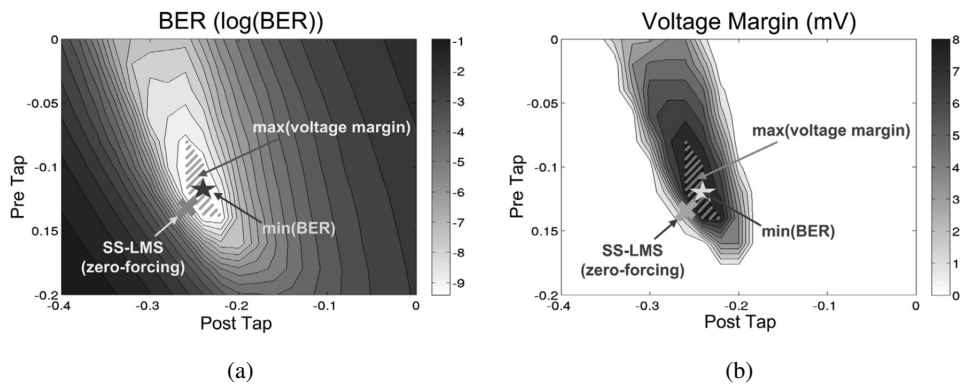 BER (log(BER))
0
-0.05
-0.1
0.15
-0.2
Pre Tap
-0.4
-0.3
-0.2
-0.1
0
Post Tap
max(voltage margin)
min(BER)
SS-LMS
(zero-forcing)
-1
-2
-3
-4
-5
-6
-7
-8
-9
(a)
Voltage Margin (mV)
0
-0.05
-0.1
0.15
-0.2
Pre Tap
-0.4
-0.3
-0.2
-0.1
0
Post Tap
max(voltage margin)
min(BER)
SS-LMS
(zero-forcing)
8
7
6
5
4
3
2
1
0
(b)